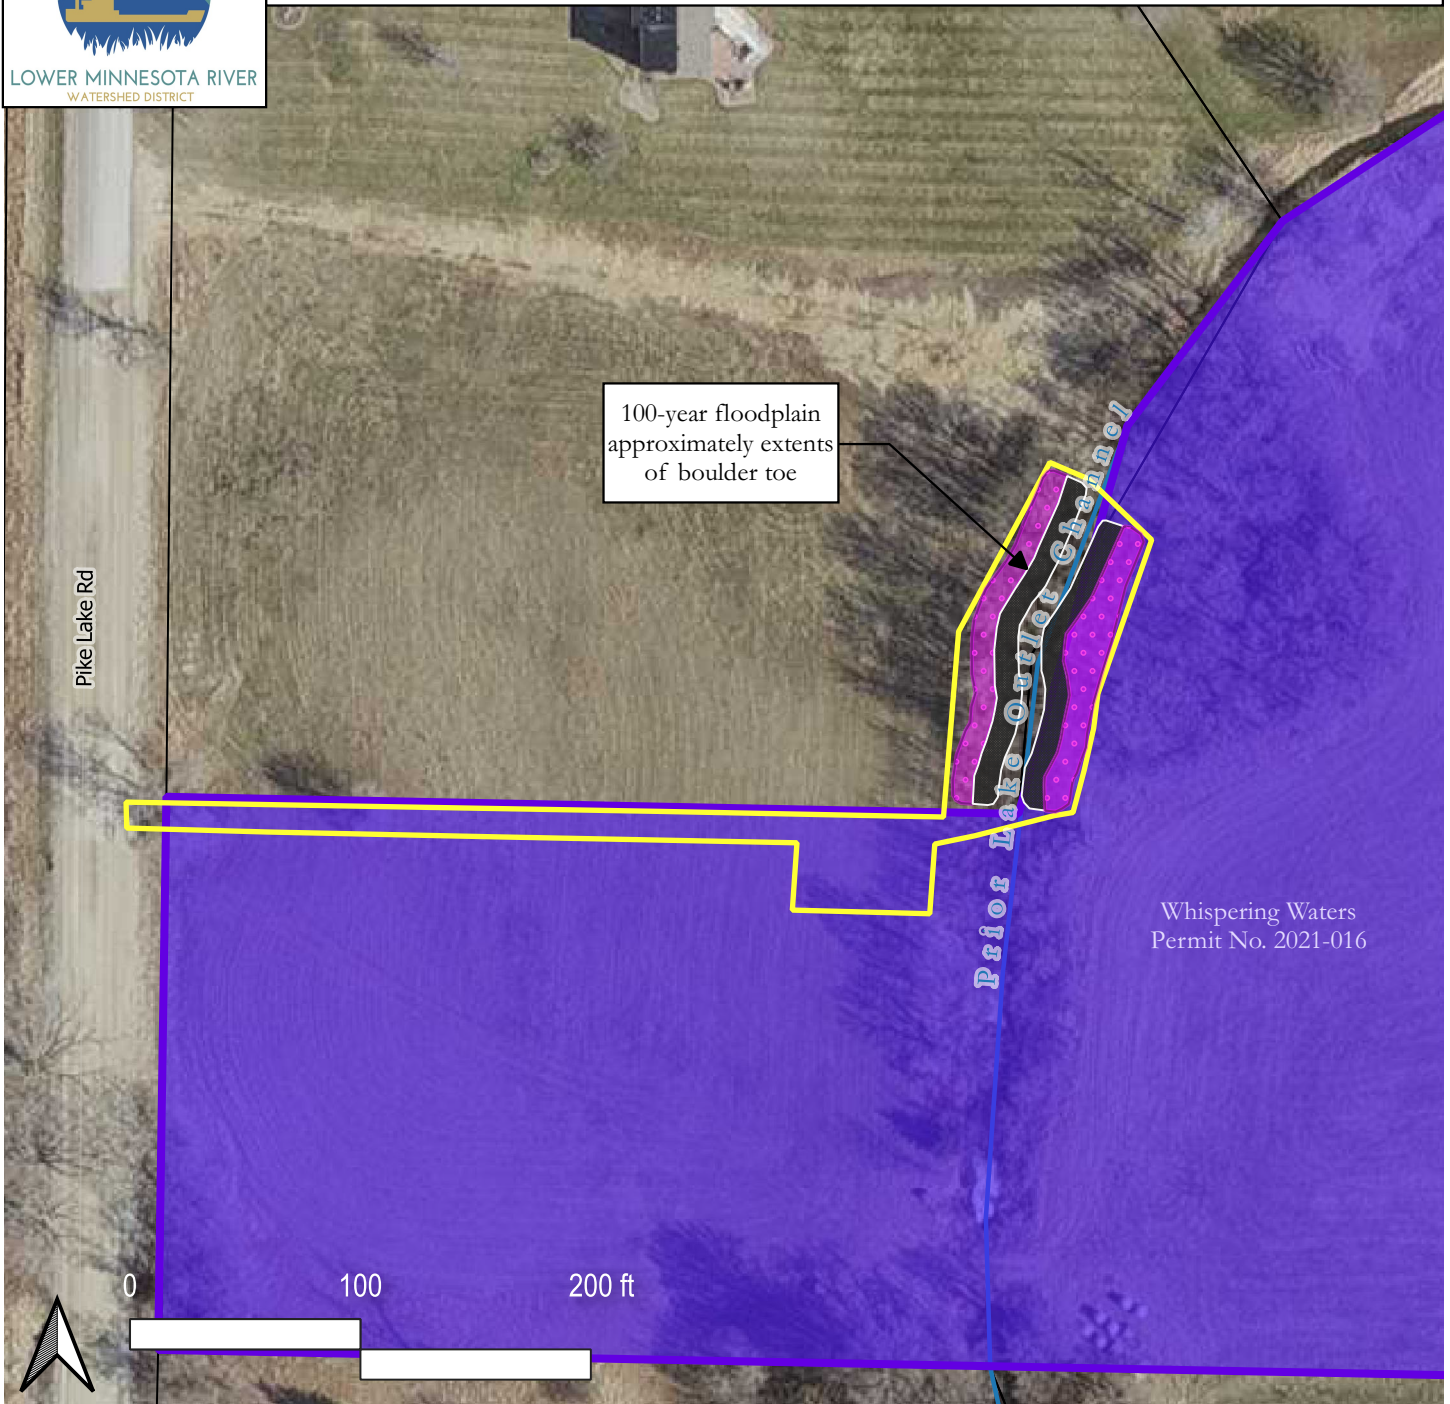 LOWER MINNESOTA RIVER
WATERSHED DISTRICT
100-year floodplain
approximately extents
of boulder toe
Pike Lake Rd
Prior Lake Outlet Channel
Whispering Waters
Permit No. 2021-016
0 100 200 ft